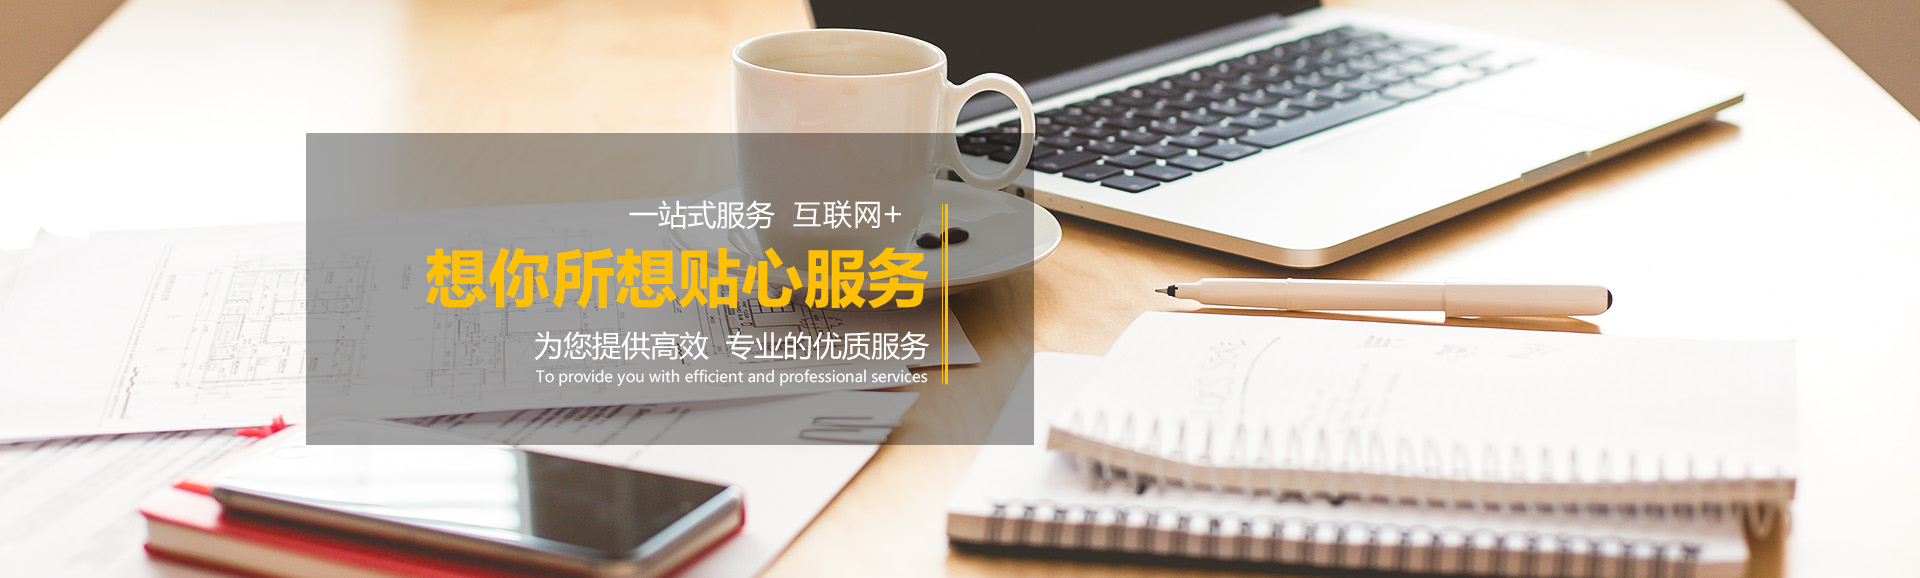 一站式服务 互联网+
想你所想贴心服务
为您提供高效 专业的优质服务
To provide you with efficient and professional services